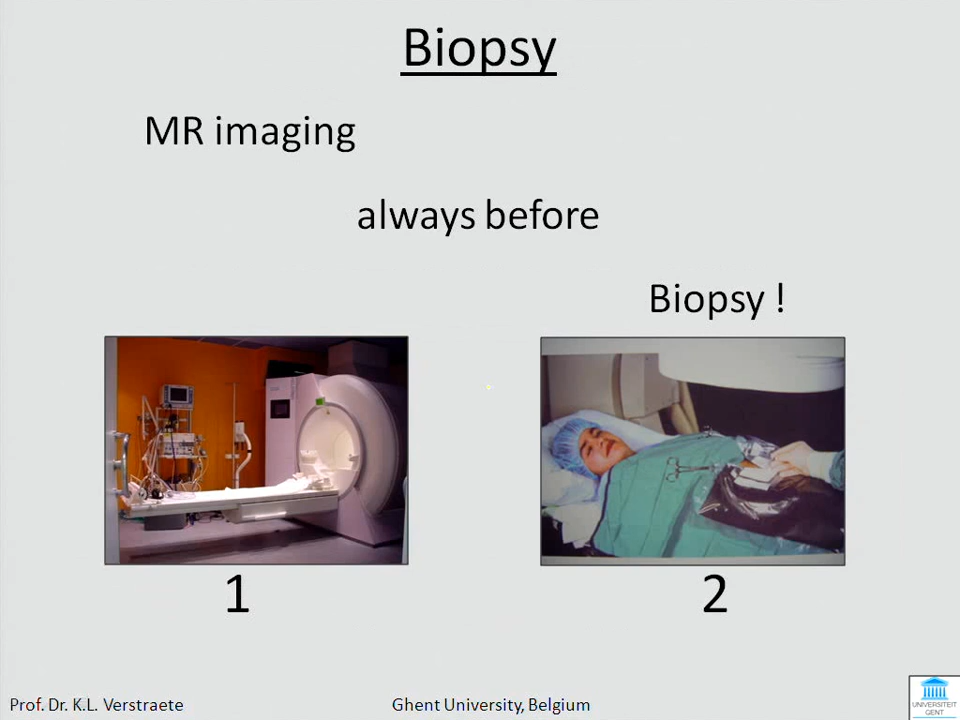 Biopsy
MR imaging
always before
Biopsy !
1
2
Prof. Dr. K.L. Verstraete
Ghent University, Belgium
UNIVERSITEIT
GENT